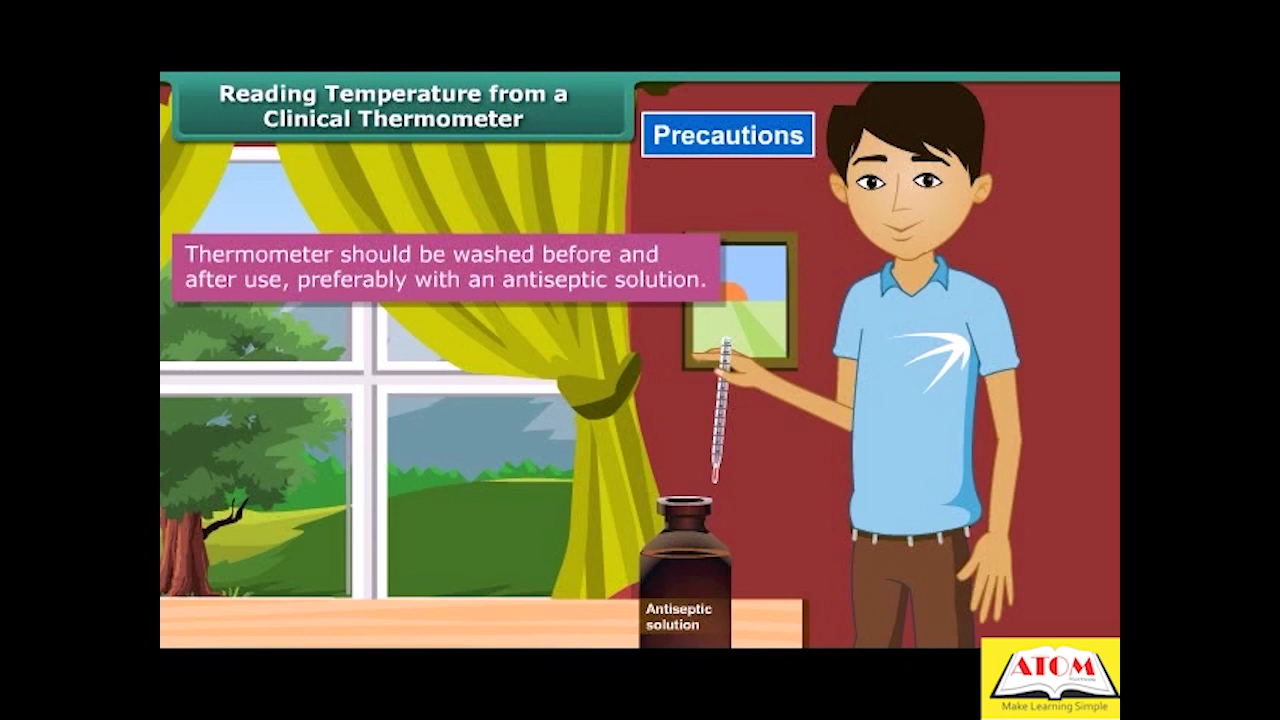 Reading Temperature from a
Clinical Thermometer
Precautions
Thermometer should be washed before and
after use, preferably with an antiseptic solution.
Antiseptic
solution
ATOM
Make Learning Simple